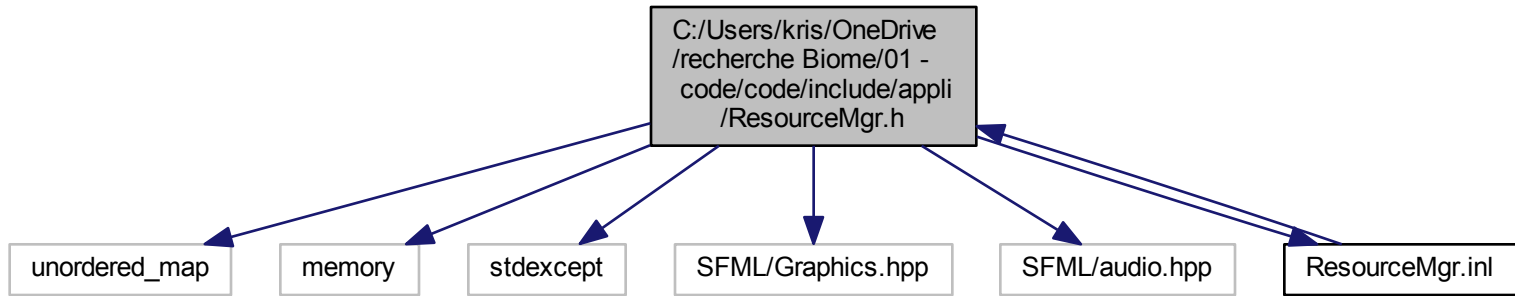 C:/Users/kris/OneDrive
/recherche Biome/01 -
code/code/include/appli
/ResourceMgr.h
unordered_map
memory
stdexcept
SFML/Graphics.hpp
SFML/audio.hpp
ResourceMgr.inl